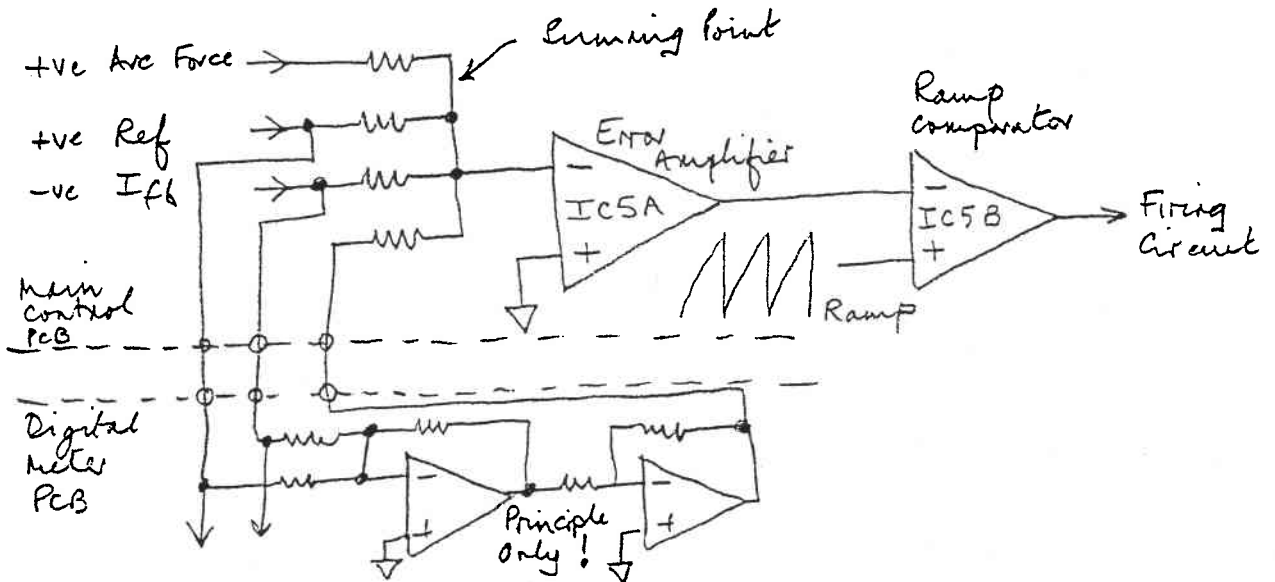 Summing Point
+ve Arc Force
+ve Ref
-ve Ifb
Error
Amplifier
-
IC5A
+
Ramp
Comparator
-
IC5B
+
Firing
Circuit
Ramp
Main
Control
PCB
Digital
Meter
PCB
-
+
Principle
Only !
-
+